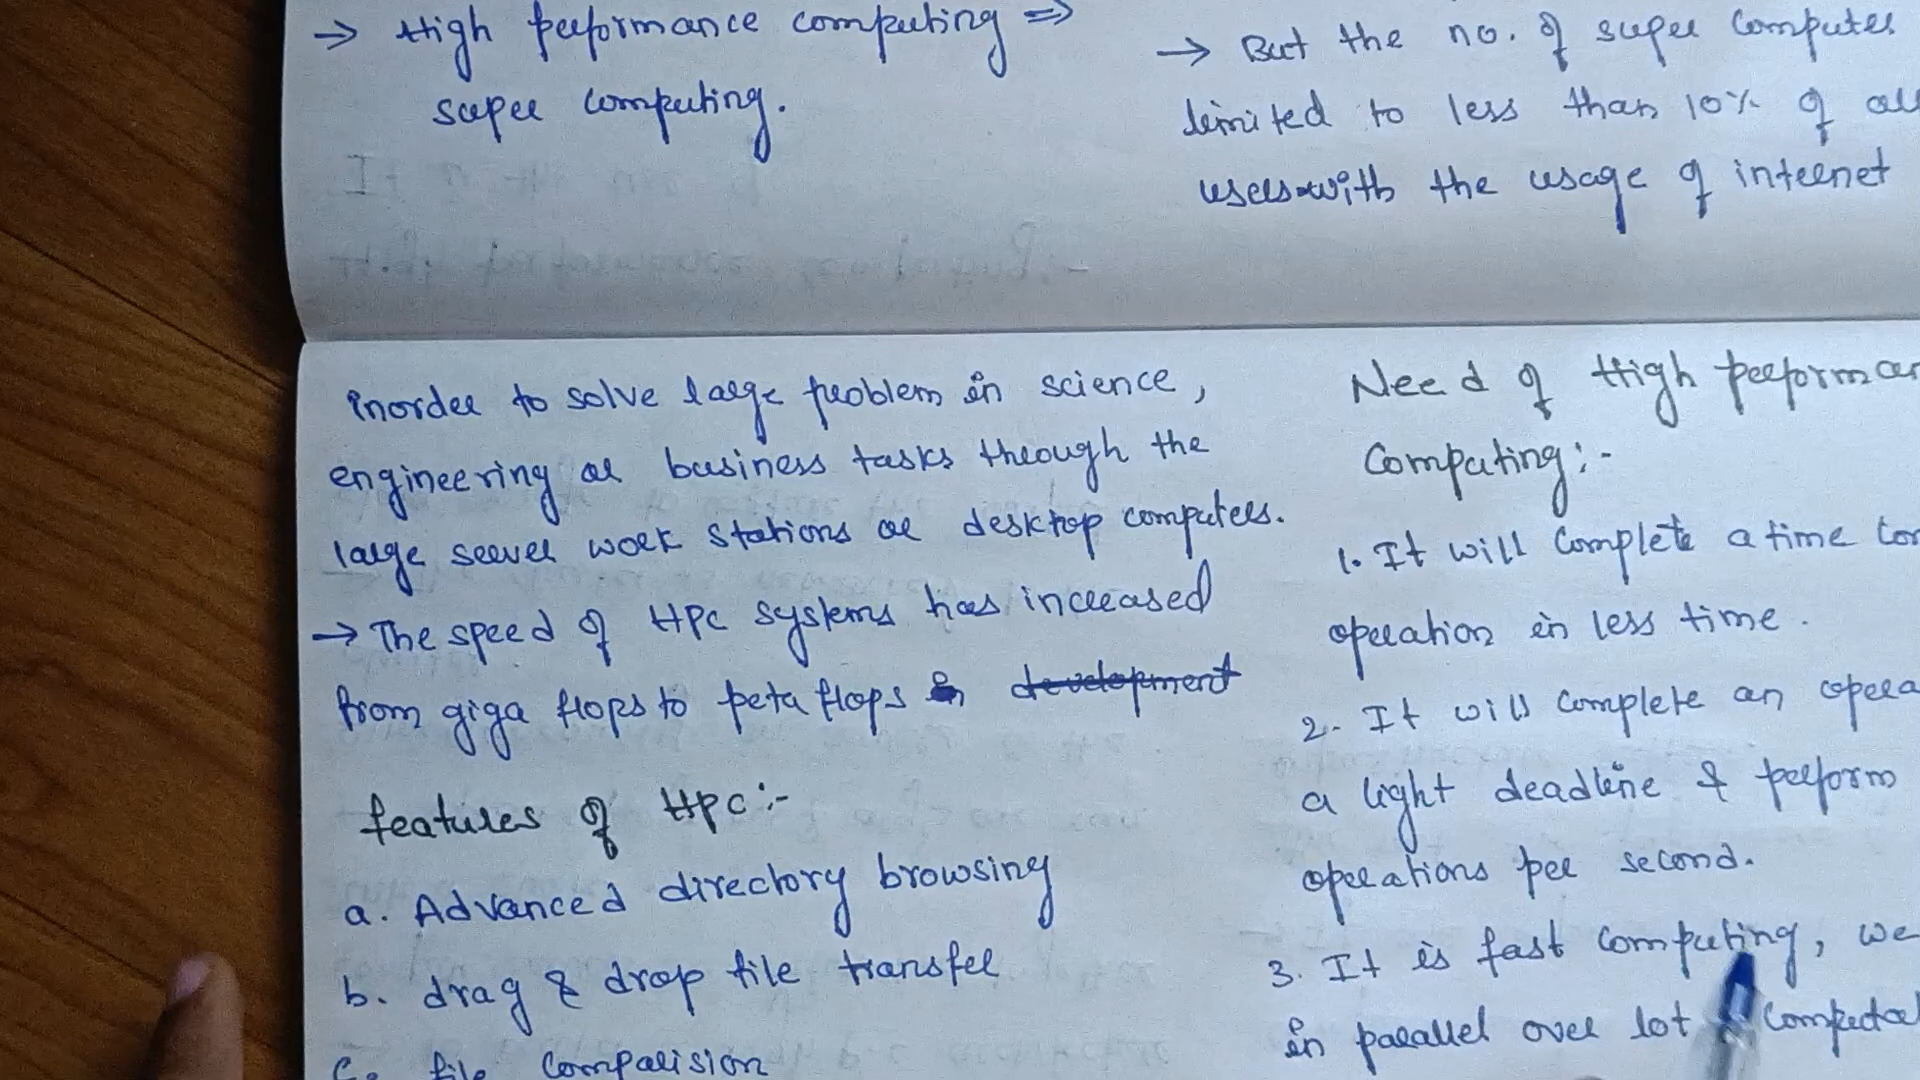 → High performance computing ⇒
super computing.
→ But the no. of super computer
limited to less than 10% of all
users with the usage of internet
inorder to solve large problem in science,
engineering or business tasks through the
large server work stations or desktop computers.
→ The speed of HPC systems has increased
from giga flops to peta flops
features of HPC:-
a. Advanced directory browsing
b. drag & drop file transfer
c. file comparision
Need of High performan
Computing:-
1. It will complete a time con
operation in less time.
2. It will complete an opera
a light deadline & perform
operations per second.
3. It is fast computing, we
in parallel over lot